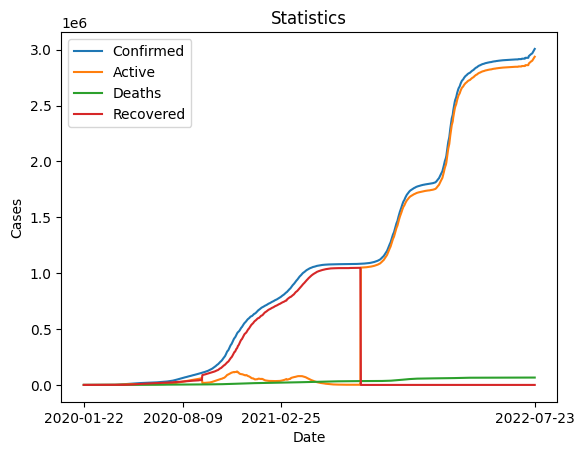 Statistics
1e6
Confirmed
Active
Deaths
Recovered
3.0
2.5
2.0
1.5
1.0
0.5
0.0
Cases
2020-01-22
2020-08-09
2021-02-25
2022-07-23
Date